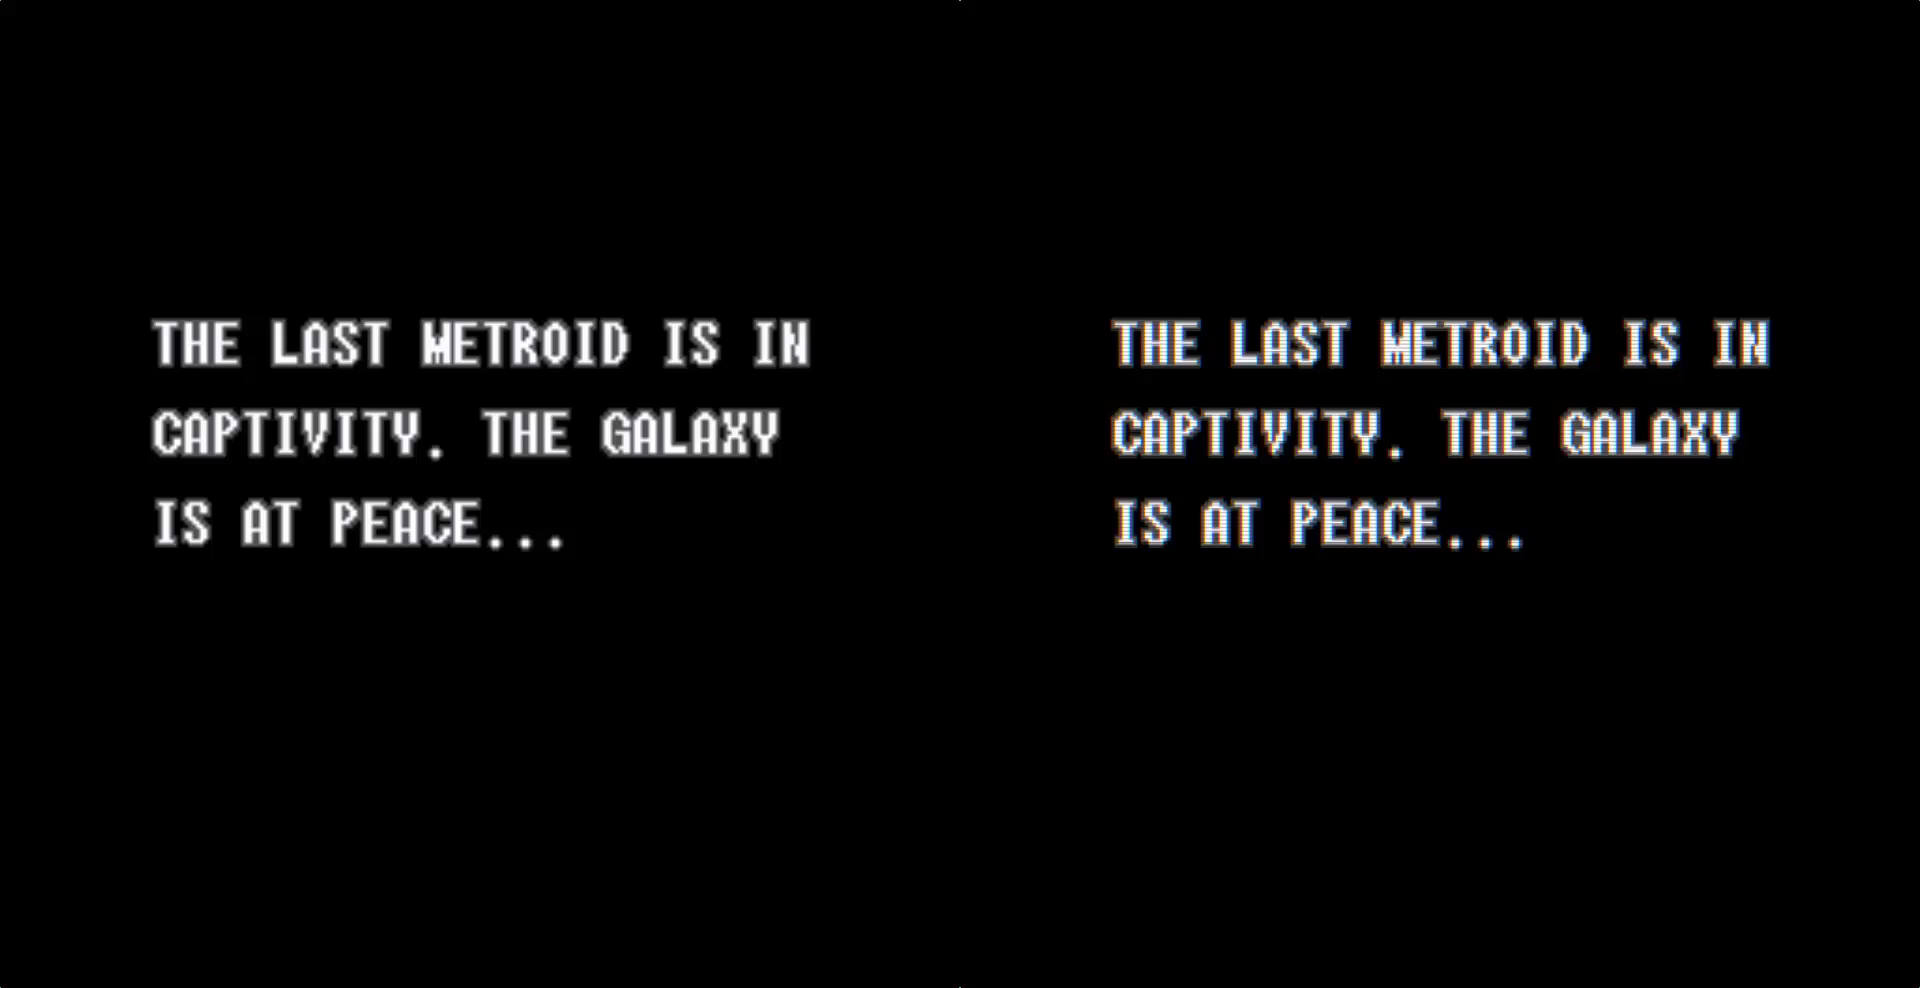 THE LAST METROID IS IN
CAPTIVITY. THE GALAXY
IS AT PEACE...
THE LAST METROID IS IN
CAPTIVITY. THE GALAXY
IS AT PEACE...